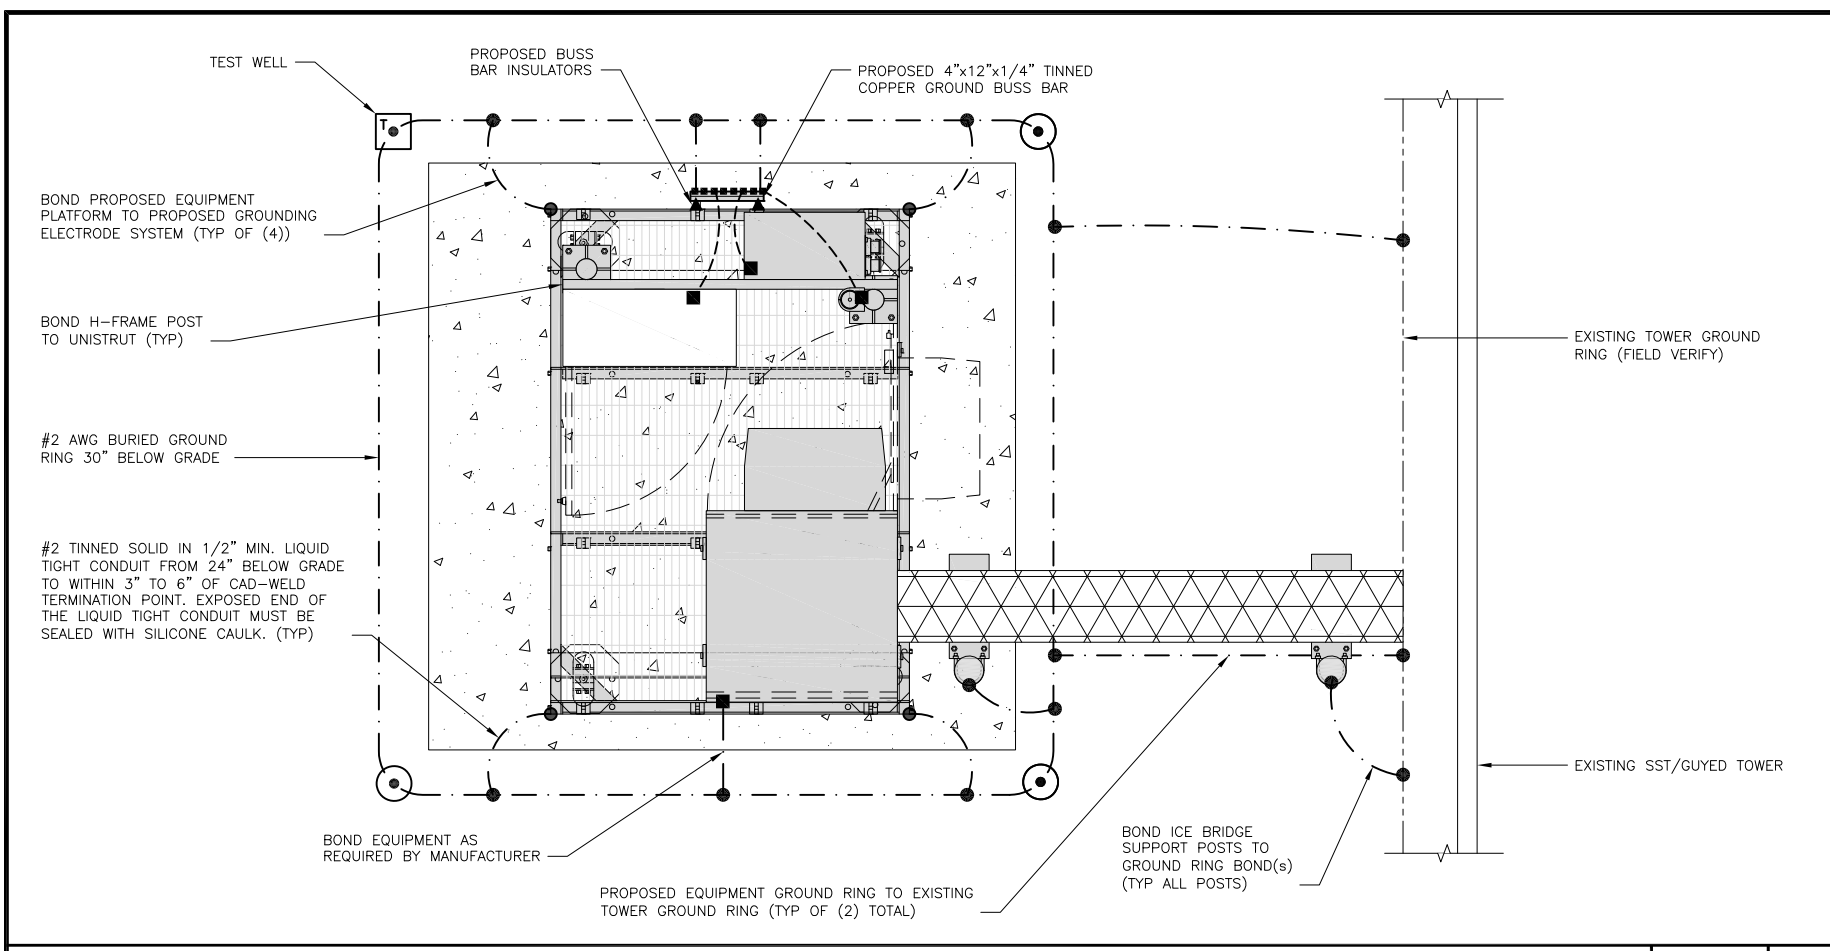 TEST WELL
PROPOSED BUSS
BAR INSULATORS
PROPOSED 4"x12"x1/4" TINNED
COPPER GROUND BUSS BAR
T
BOND PROPOSED EQUIPMENT
PLATFORM TO PROPOSED GROUNDING
ELECTRODE SYSTEM (TYP OF (4))
BOND H-FRAME POST
TO UNISTRUT (TYP)
EXISTING TOWER GROUND
RING (FIELD VERIFY)
#2 AWG BURIED GROUND
RING 30" BELOW GRADE
#2 TINNED SOLID IN 1/2" MIN. LIQUID
TIGHT CONDUIT FROM 24" BELOW GRADE
TO WITHIN 3" TO 6" OF CAD-WELD
TERMINATION POINT. EXPOSED END OF
THE LIQUID TIGHT CONDUIT MUST BE
SEALED WITH SILICONE CAULK. (TYP)
EXISTING SST/GUYED TOWER
BOND EQUIPMENT AS
REQUIRED BY MANUFACTURER
BOND ICE BRIDGE
SUPPORT POSTS TO
GROUND RING BOND(s)
(TYP ALL POSTS)
PROPOSED EQUIPMENT GROUND RING TO EXISTING
TOWER GROUND RING (TYP OF (2) TOTAL)